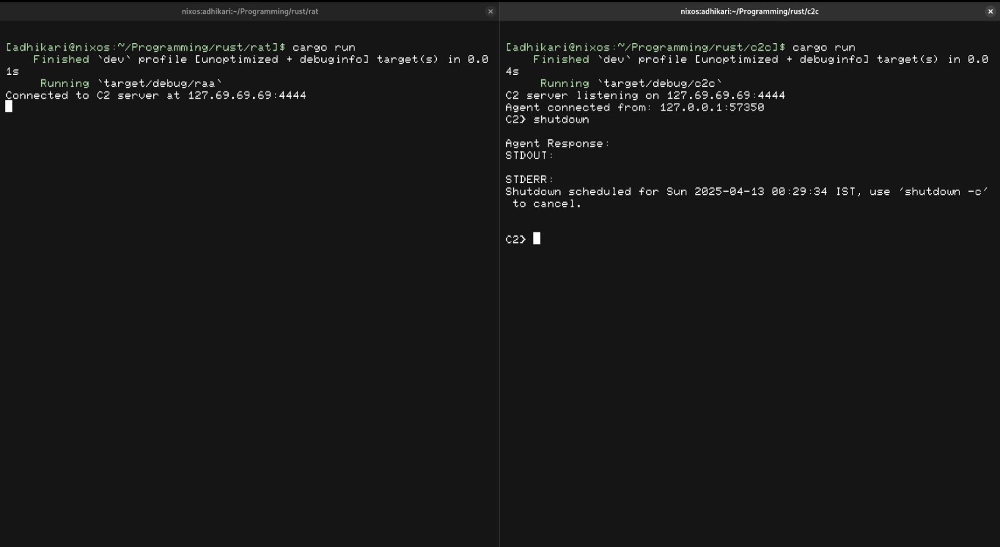 nixos:adhikari:~/Programming/rust/rat
[adhikari@nixos:~/Programming/rust/rat]$ cargo run
Finished `dev` profile [unoptimized + debuginfo] target(s) in 0.0
1s
Running `target/debug/raa`
Connected to C2 server at 127.69.69.69:4444
nixos:adhikari:~/Programming/rust/c2c
[adhikari@nixos:~/Programming/rust/c2c]$ cargo run
Finished `dev` profile [unoptimized + debuginfo] target(s) in 0.0
4s
Running `target/debug/c2c`
C2 server listening on 127.69.69.69:4444
Agent connected from: 127.0.0.1:57350
C2> shutdown
Agent Response:
STDOUT:
STDERR:
Shutdown scheduled for Sun 2025-04-13 00:29:34 IST, use 'shutdown -c'
to cancel.
C2>